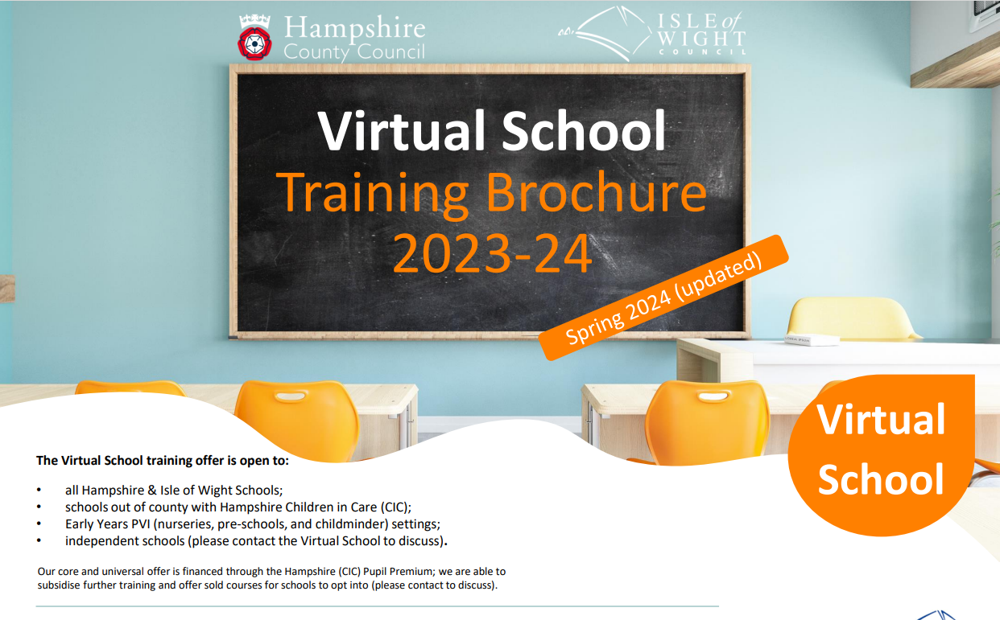 Hampshire
County Council
ISLE of
WIGHT
COUNCIL
Virtual School
Training Brochure
2023-24
Spring 2024 (updated)
Virtual
School
The Virtual School training offer is open to:
• all Hampshire & Isle of Wight Schools;
• schools out of county with Hampshire Children in Care (CIC);
• Early Years PVI (nurseries, pre-schools, and childminder) settings;
• independent schools (please contact the Virtual School to discuss).
Our core and universal offer is financed through the Hampshire (CIC) Pupil Premium; we are able to
subsidise further training and offer sold courses for schools to opt into (please contact to discuss).